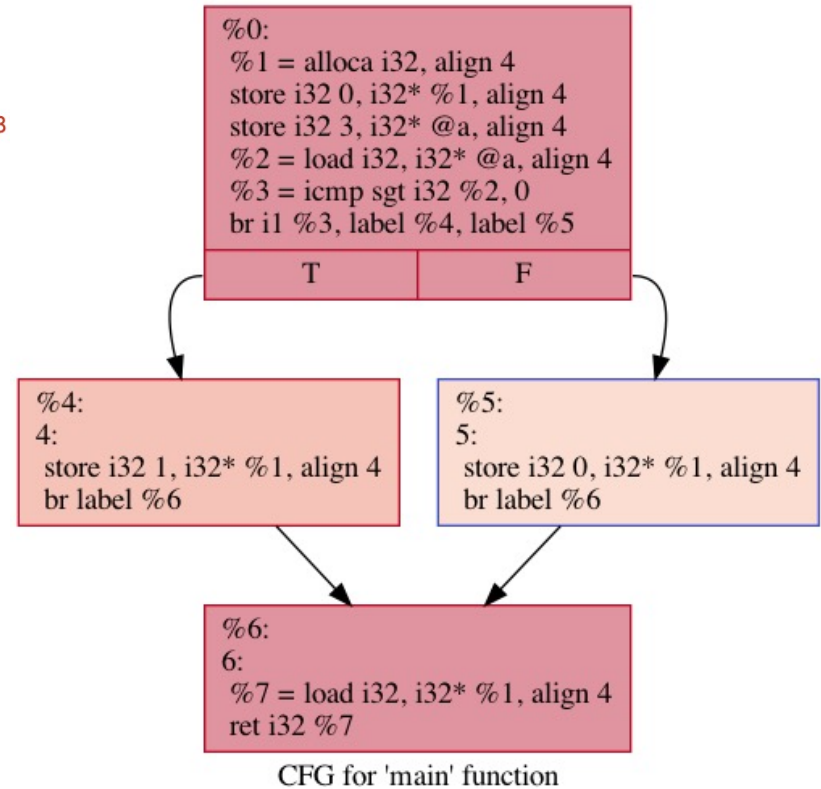 3
%0:
%1 = alloca i32, align 4
store i32 0, i32* %1, align 4
store i32 3, i32* @a, align 4
%2 = load i32, i32* @a, align 4
%3 = icmp sgt i32 %2, 0
br i1 %3, label %4, label %5
T F
%4:
4:
store i32 1, i32* %1, align 4
br label %6
%5:
5:
store i32 0, i32* %1, align 4
br label %6
%6:
6:
%7 = load i32, i32* %1, align 4
ret i32 %7
CFG for 'main' function